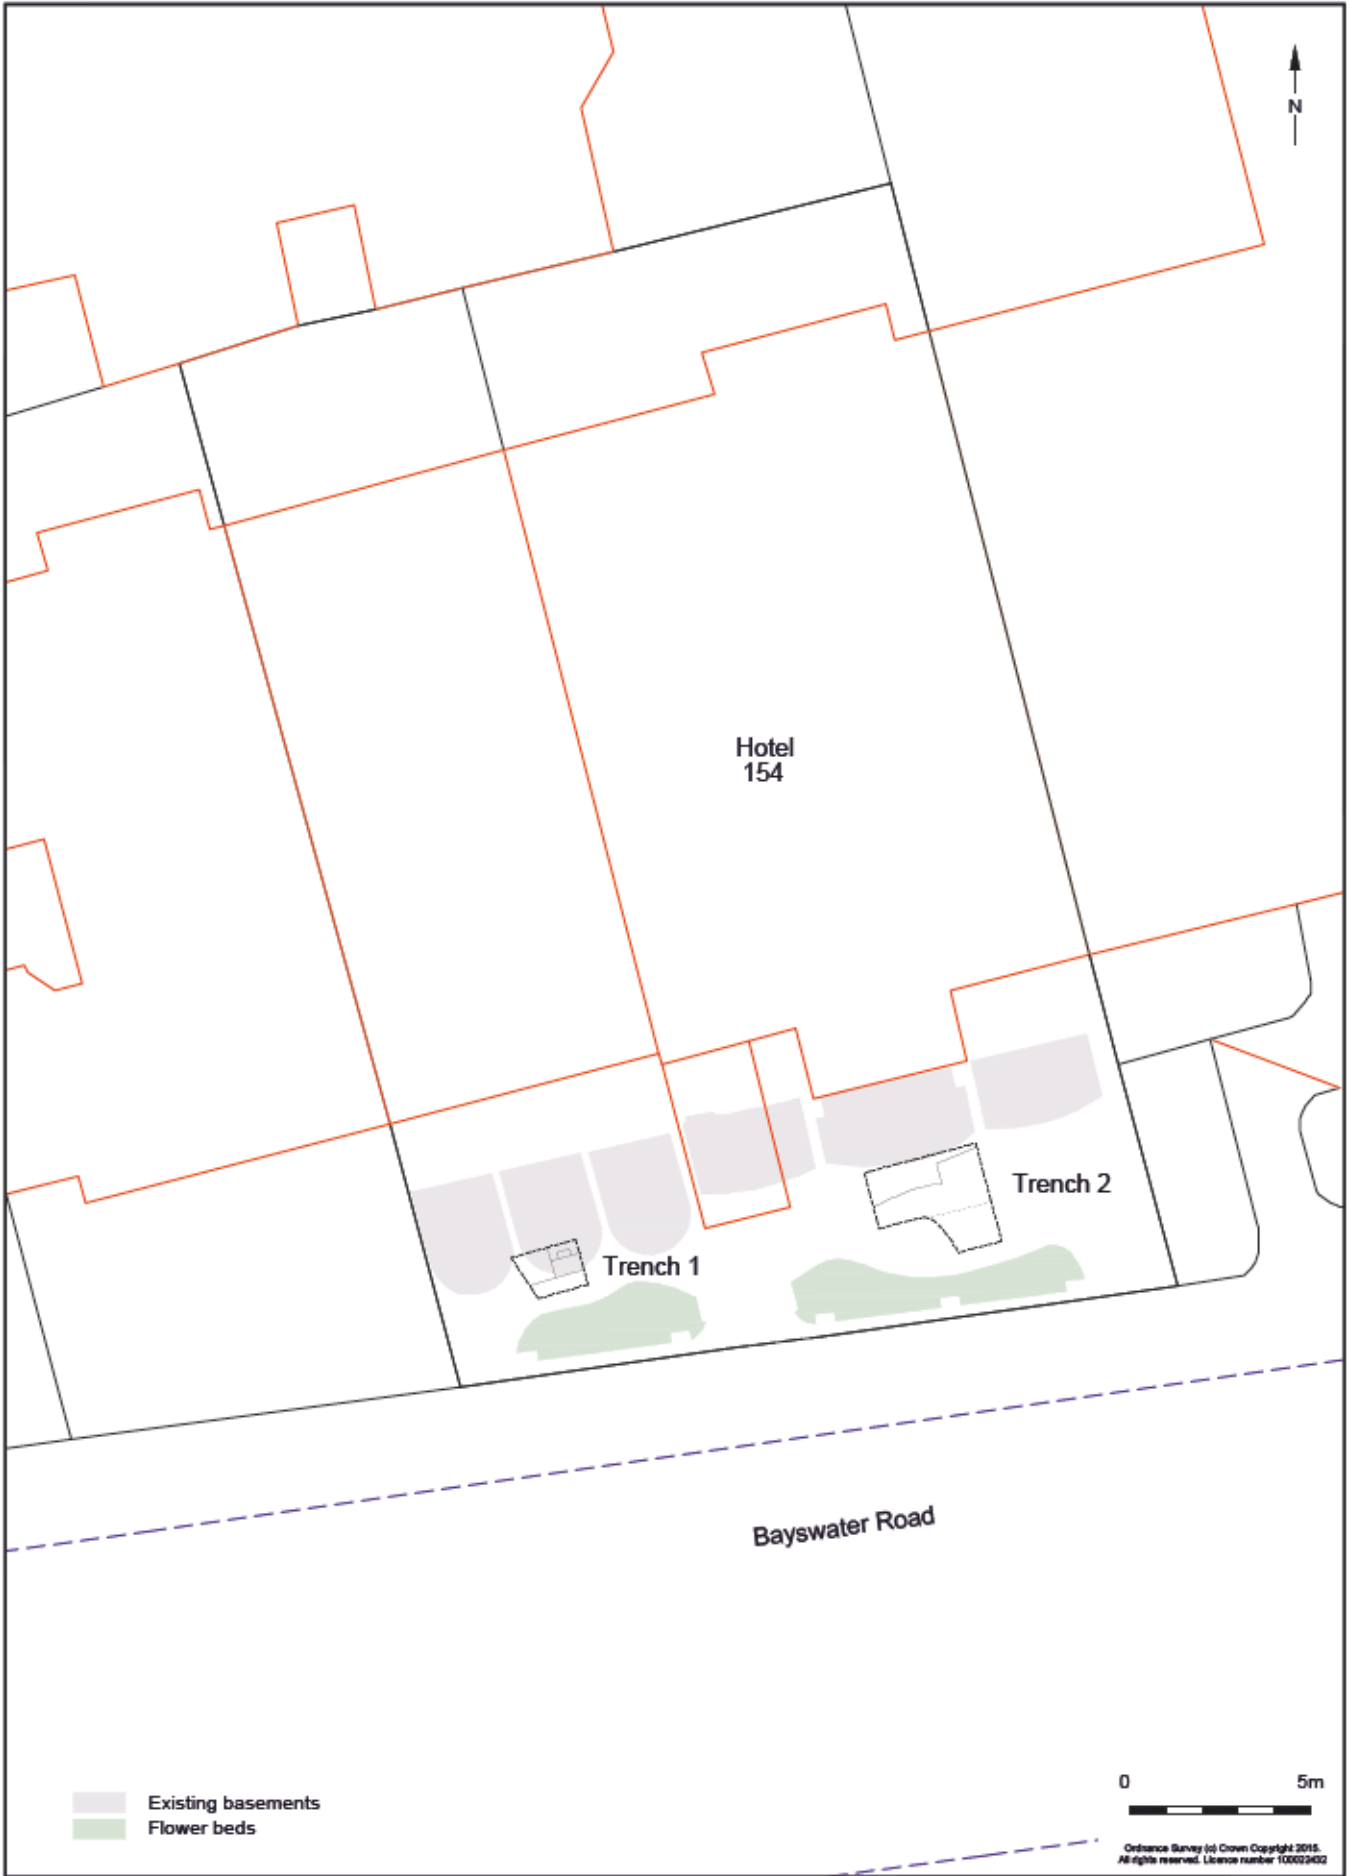 N
Hotel
154
Trench 2
Trench 1
Bayswater Road
Existing basements
Flower beds
0 5m
Ordnance Survey (c) Crown Copyright 2015.
All rights reserved. Licence number